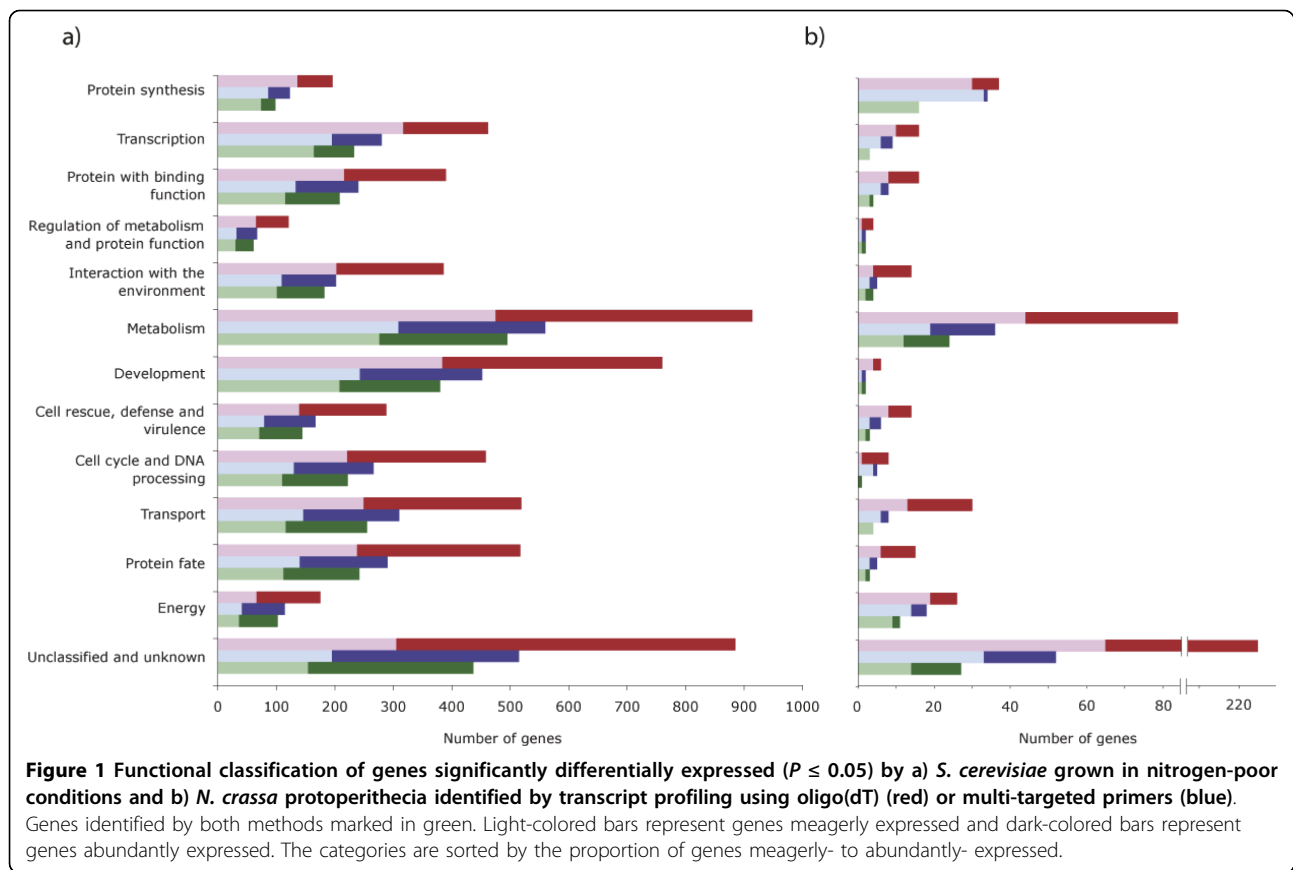 a)
b)
Protein synthesis
Transcription
Protein with binding
function
Regulation of metabolism
and protein function
Interaction with the
environment
Metabolism
Development
Cell rescue, defense and
virulence
Cell cycle and DNA
processing
Transport
Protein fate
Energy
Unclassified and unknown
0 100 200 300 400 500 600 700 800 900 1000
Number of genes
0 20 40 60 80 220
Number of genes
Figure 1 Functional classification of genes significantly differentially expressed (P ≤ 0.05) by a) S. cerevisiae grown in nitrogen-poor
conditions and b) N. crassa protoperithecia identified by transcript profiling using oligo(dT) (red) or multi-targeted primers (blue).
Genes identified by both methods marked in green. Light-colored bars represent genes meagerly expressed and dark-colored bars represent
genes abundantly expressed. The categories are sorted by the proportion of genes meagerly- to abundantly- expressed.